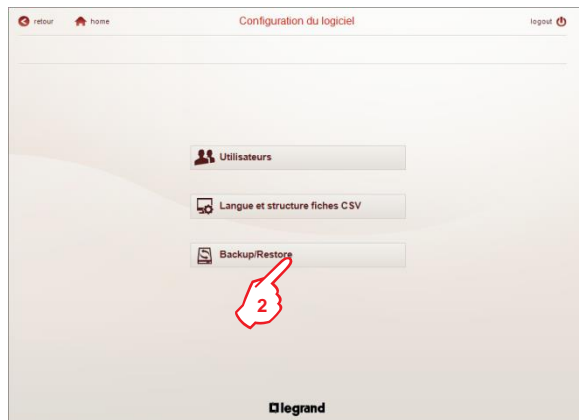 retour home Configuration du logiciel logout
Utilisateurs
Langue et structure fiches CSV
Backup/Restore
2
legrand